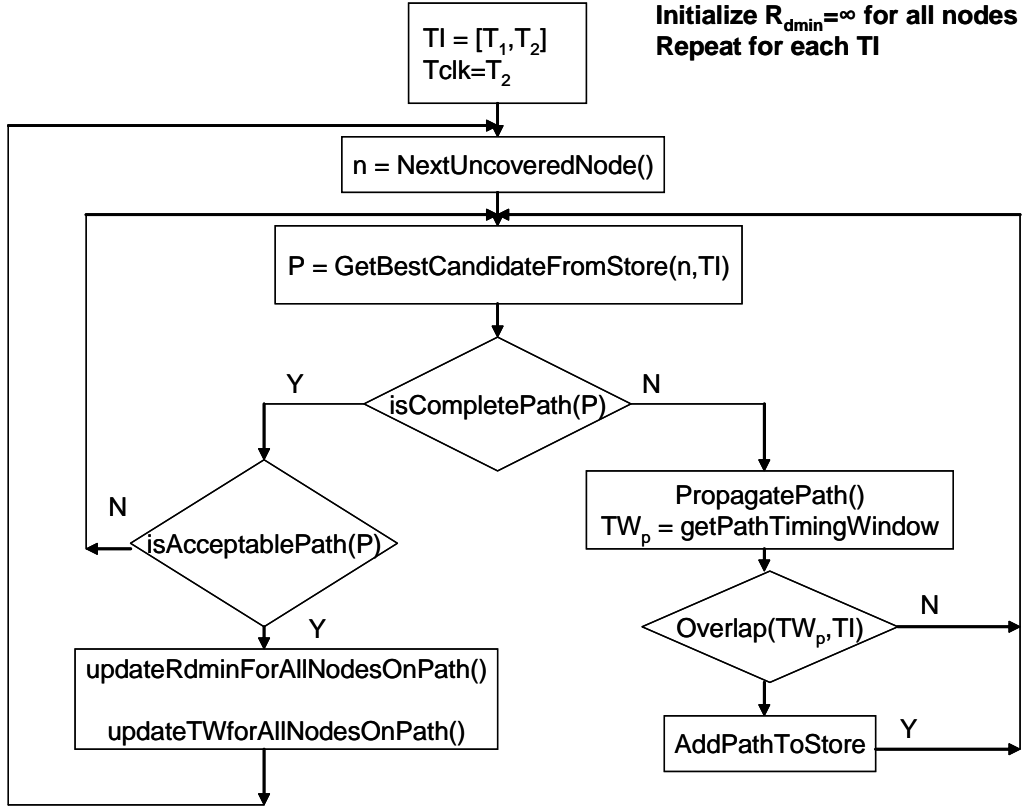 Initialize Rdmin=∞ for all nodes
Repeat for each TI
TI = [T1,T2]
Tclk=T2
n = NextUncoveredNode()
P = GetBestCandidateFromStore(n,TI)
Y
N
isCompletePath(P)
N
isAcceptablePath(P)
Y
PropagatePath()
TWp = getPathTimingWindow
Overlap(TWp,TI)
N
updateRdminForAllNodesOnPath()
updateTWforAllNodesOnPath()
AddPathToStore
Y